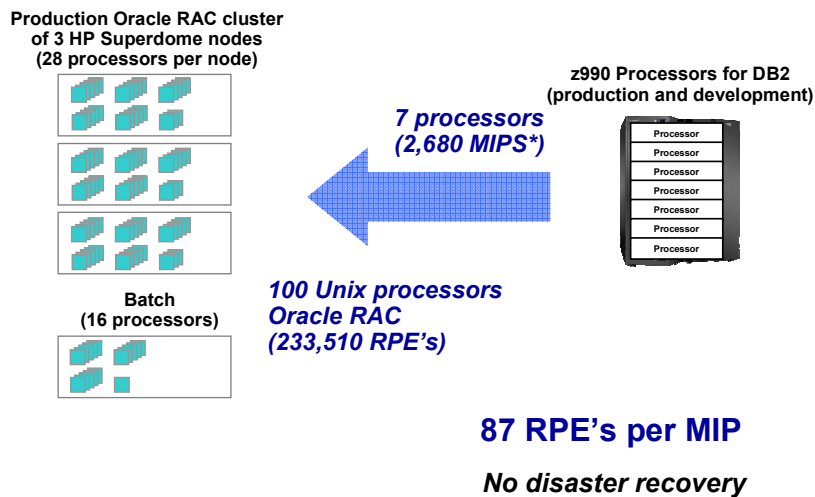 Production Oracle RAC cluster
of 3 HP Superdome nodes
(28 processors per node)
z990 Processors for DB2
(production and development)
7 processors
(2,680 MIPS*)
Processor
Processor
Processor
Processor
Processor
Processor
Processor
Batch
(16 processors)
100 Unix processors
Oracle RAC
(233,510 RPE's)
87 RPE's per MIP
No disaster recovery